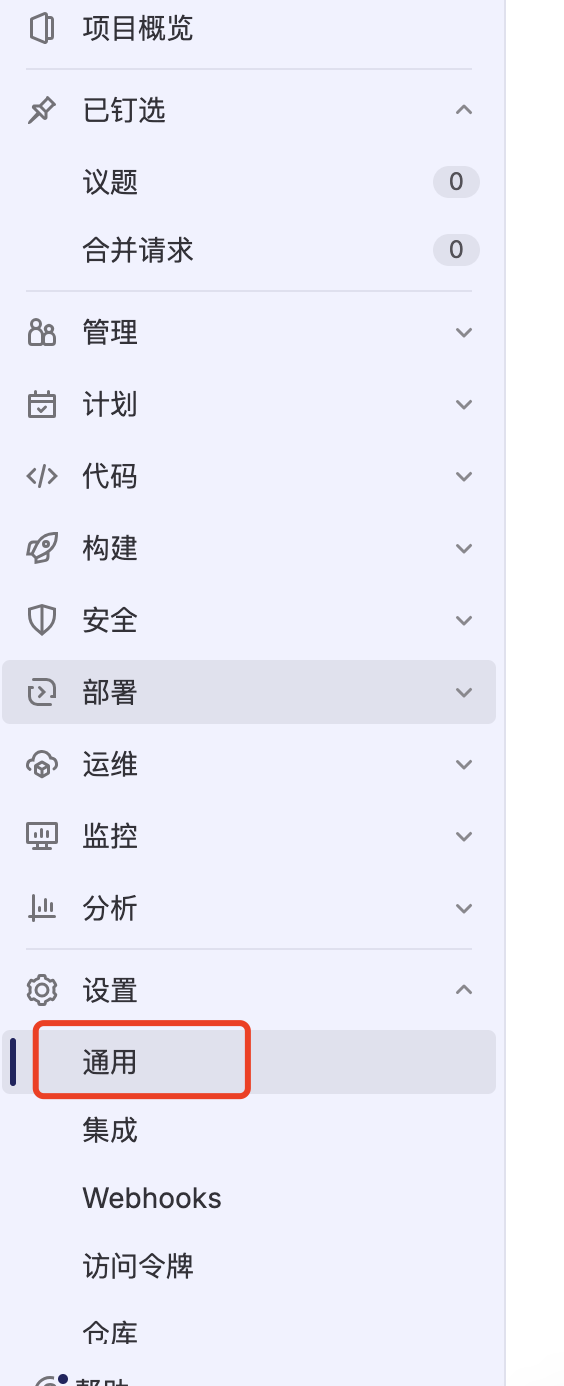 项目概览
已钉选
议题 0
合并请求 0
管理
计划
代码
构建
安全
部署
运维
监控
分析
设置
通用
集成
Webhooks
访问令牌
仓库
帮助